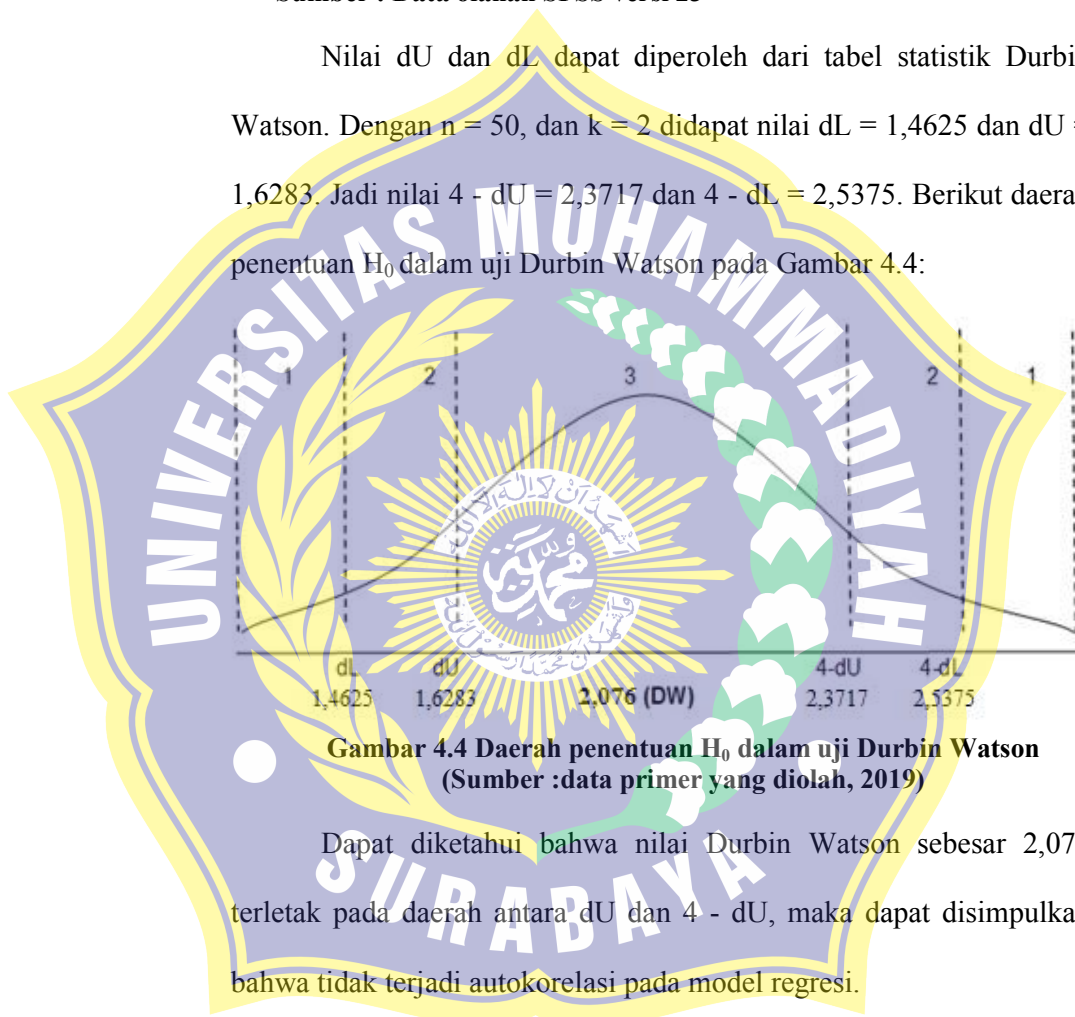 Nilai dU dan dL dapat diperoleh dari tabel statistik Durbi
Watson. Dengan n = 50, dan k = 2 didapat nilai dL = 1,4625 dan dU =
1,6283. Jadi nilai 4 - dU = 2,3717 dan 4 - dL = 2,5375. Berikut daera
penentuan H₀ dalam uji Durbin Watson pada Gambar 4.4:
UNIVERSITAS MUHAMMADIYAH
SURABAYA
1 2 3 2 1
dL dU 4-dU 4-dL
1,4625 1,6283 2,076 (DW) 2,3717 2,5375
Gambar 4.4 Daerah penentuan H₀ dalam uji Durbin Watson
(Sumber :data primer yang diolah, 2019)
Dapat diketahui bahwa nilai Durbin Watson sebesar 2,07
terletak pada daerah antara dU dan 4 - dU, maka dapat disimpulka
bahwa tidak terjadi autokorelasi pada model regresi.